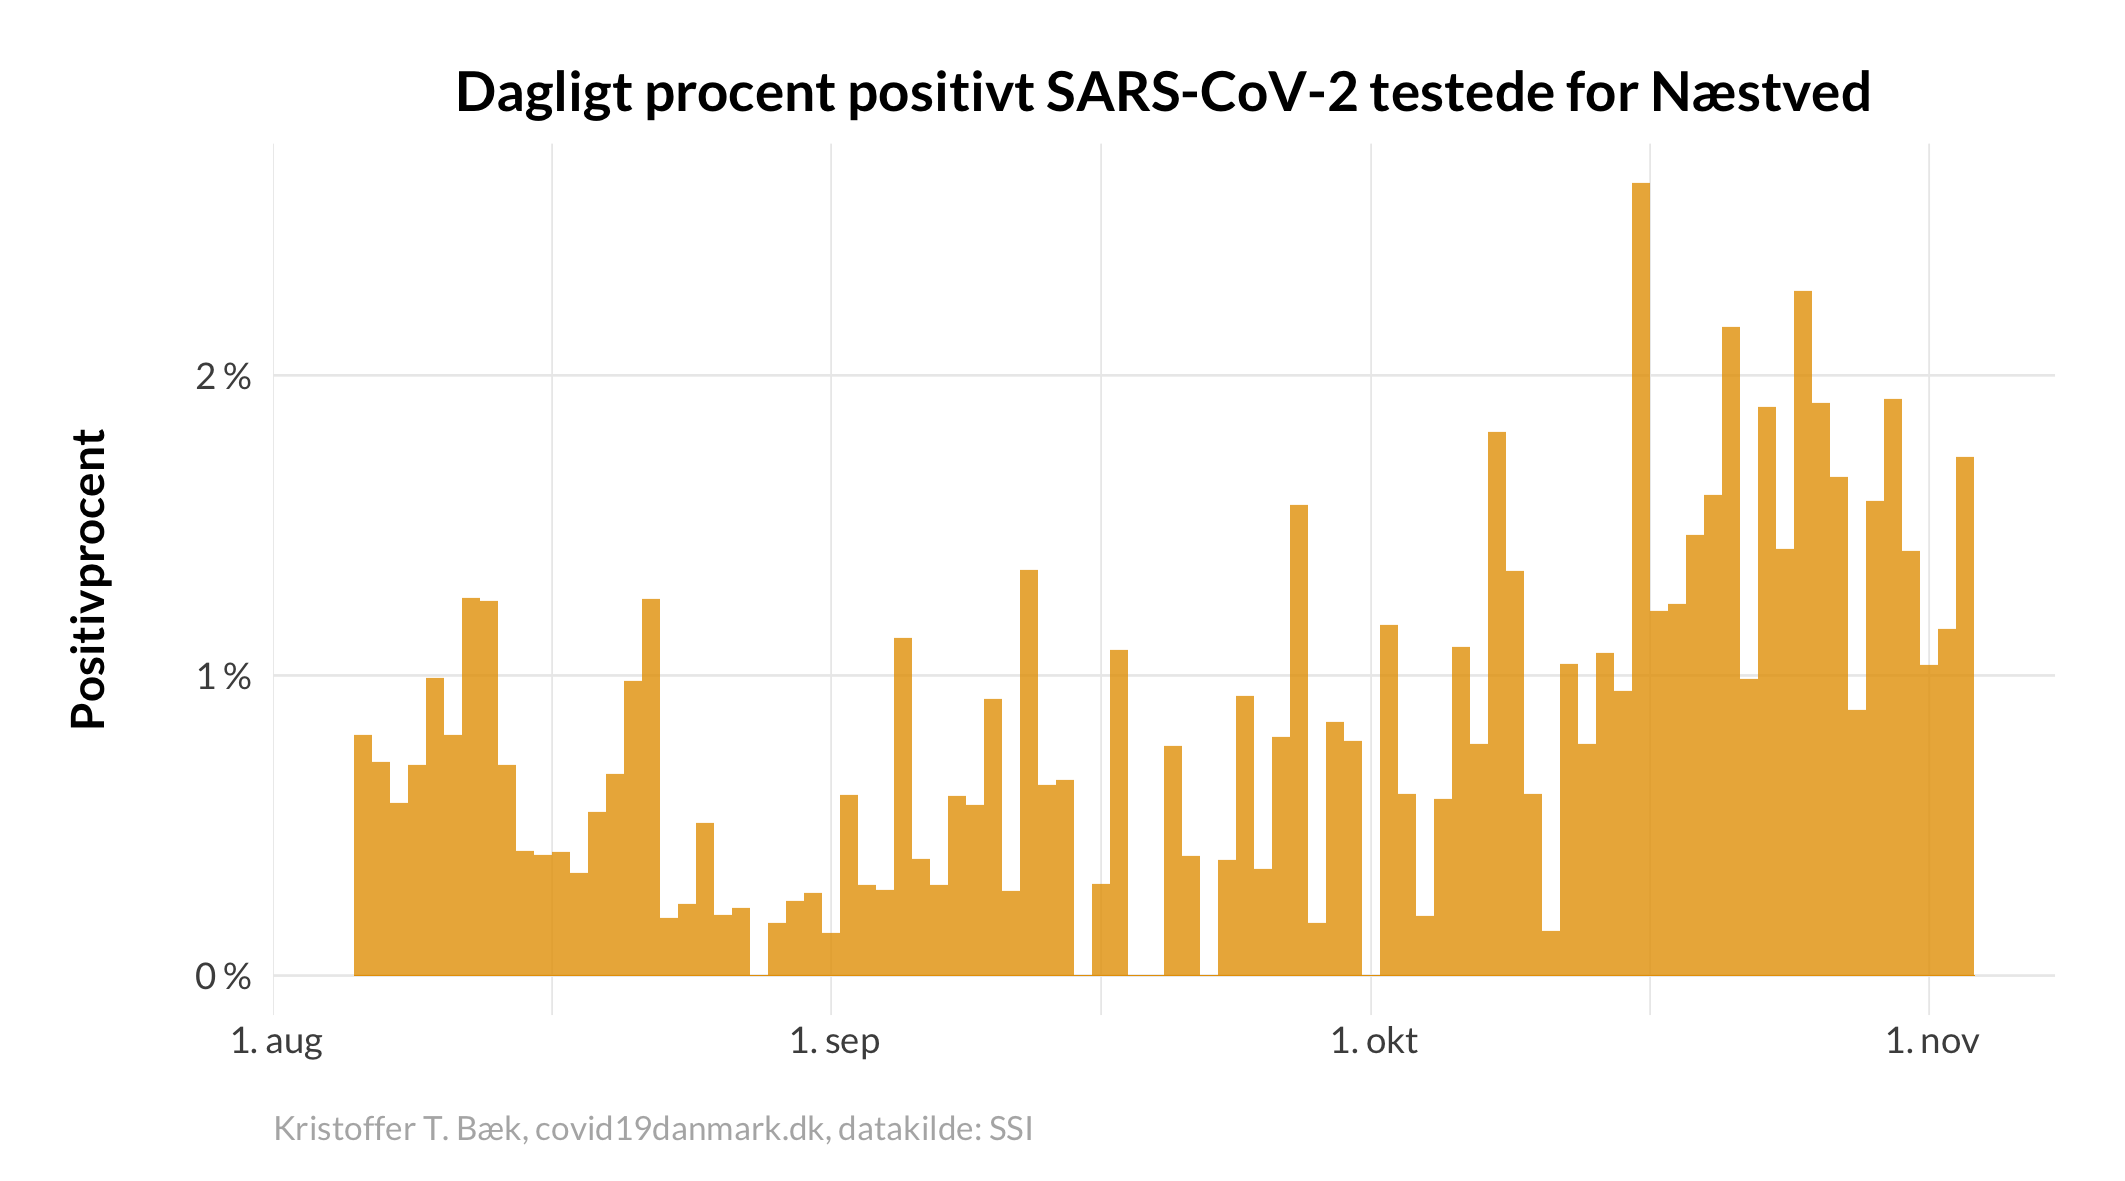 Dagligt procent positivt SARS-CoV-2 testede for Næstved
Positivprocent
2 %
1 %
0 %
1. aug
1. sep
1. okt
1. nov
Kristoffer T. Bæk, covid19danmark.dk, datakilde: SSI